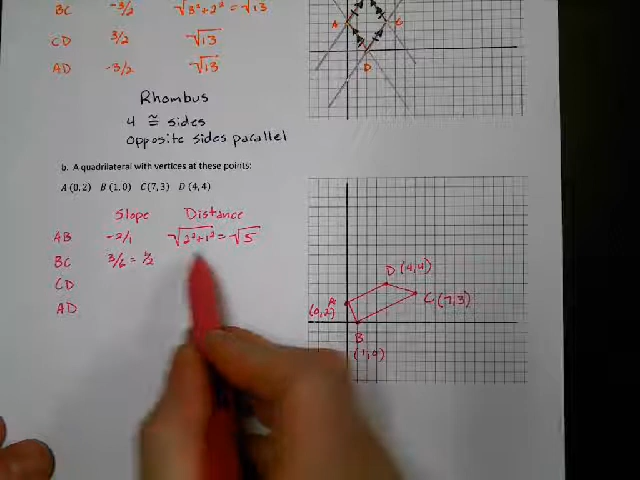 BC -3/2 √3²+2² = √13
CD 3/2 √13
AD -3/2 √13
A C
D
Rhombus
4 ≅ sides
opposite sides parallel
b. A quadrilateral with vertices at these points:
A (0, 2) B (1, 0) C (7, 3) D (4, 4)
Slope Distance
AB -2/1 √2²+1² = √5
BC 3/6 = 1/2
CD
AD
D (4,4)
A
(0,2)
C (7,3)
B
(1,0)